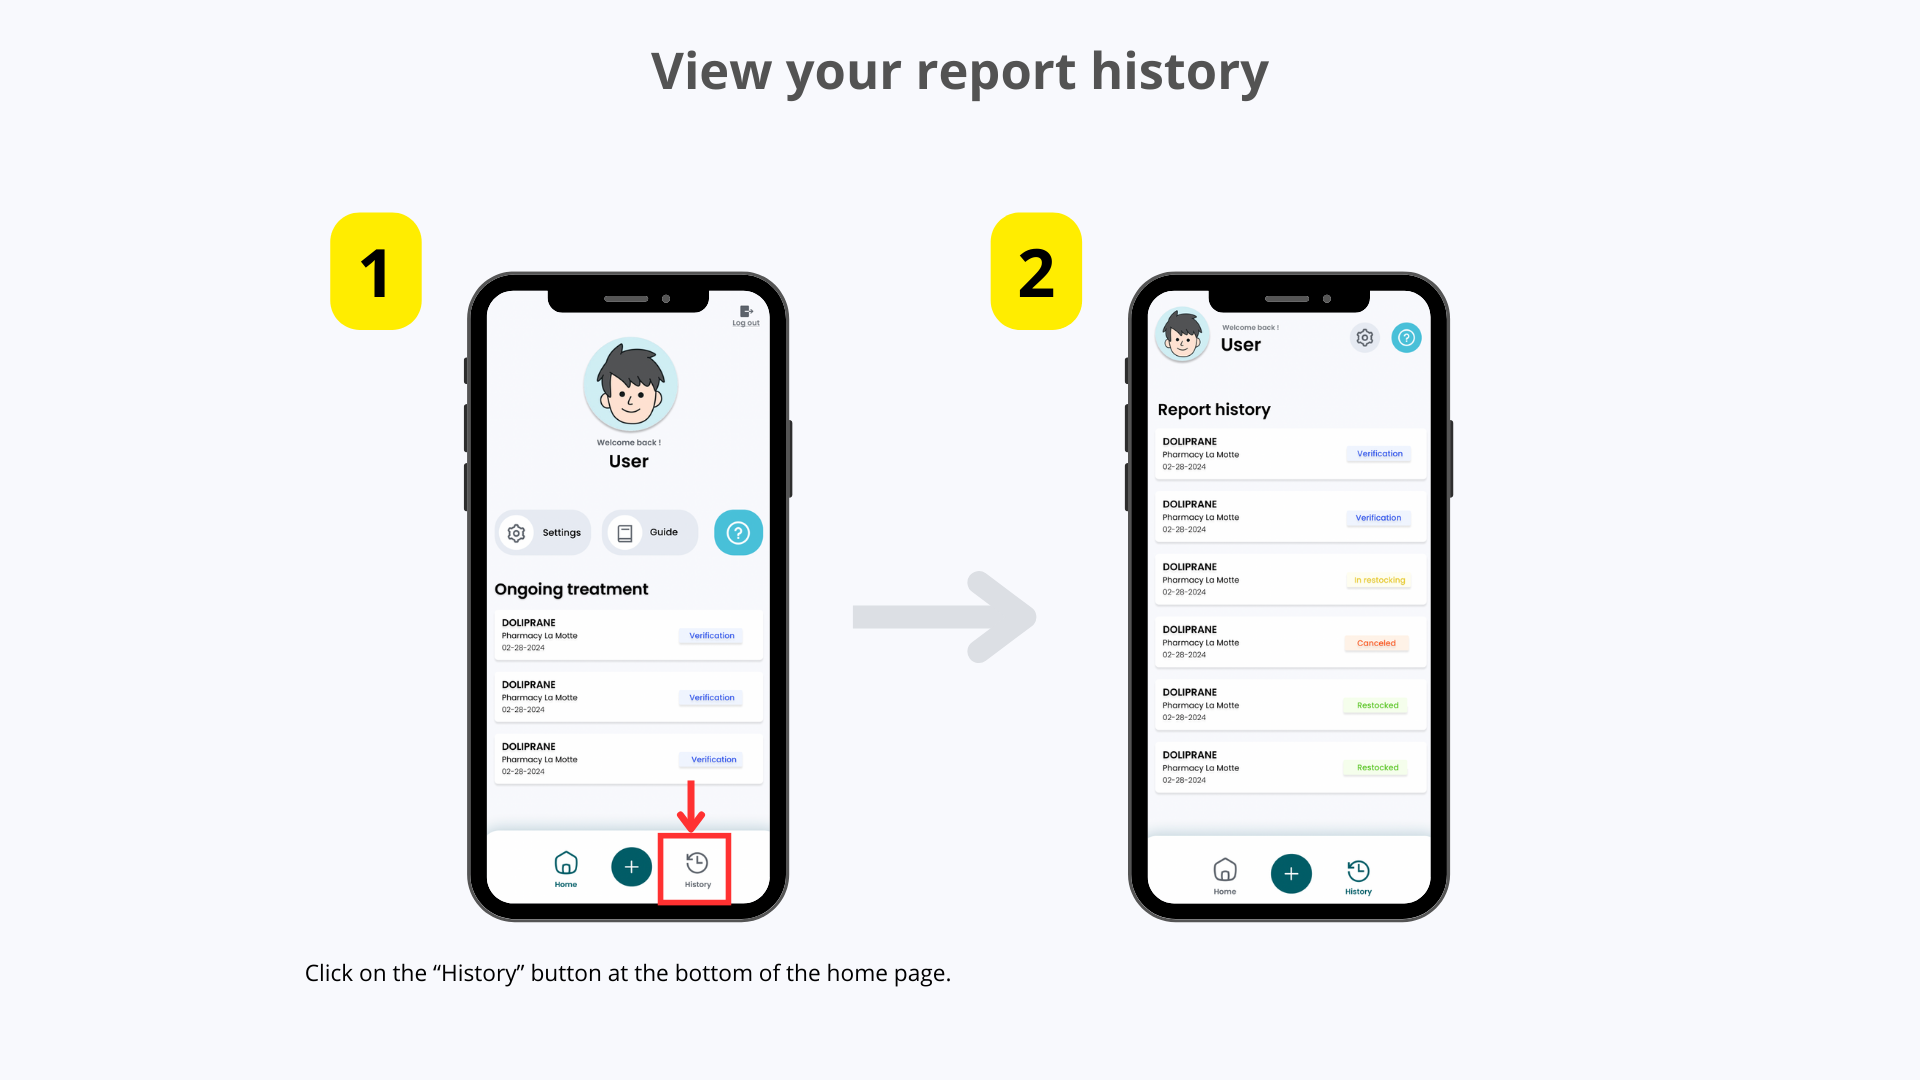 View your report history
1
Log out
Welcome back !
User
Settings
Guide
?
Ongoing treatment
DOLIPRANE
Pharmacy La Motte
Verification
02-28-2024
DOLIPRANE
Pharmacy La Motte
Verification
02-28-2024
DOLIPRANE
Pharmacy La Motte
Verification
02-28-2024
Home
+
History
Click on the “History” button at the bottom of the home page.
2
Welcome back !
User
?
Report history
DOLIPRANE
Pharmacy La Motte
Verification
02-28-2024
DOLIPRANE
Pharmacy La Motte
Verification
02-28-2024
DOLIPRANE
Pharmacy La Motte
In restocking
02-28-2024
DOLIPRANE
Pharmacy La Motte
Canceled
02-28-2024
DOLIPRANE
Pharmacy La Motte
Restocked
02-28-2024
DOLIPRANE
Pharmacy La Motte
Restocked
02-28-2024
Home
+
History